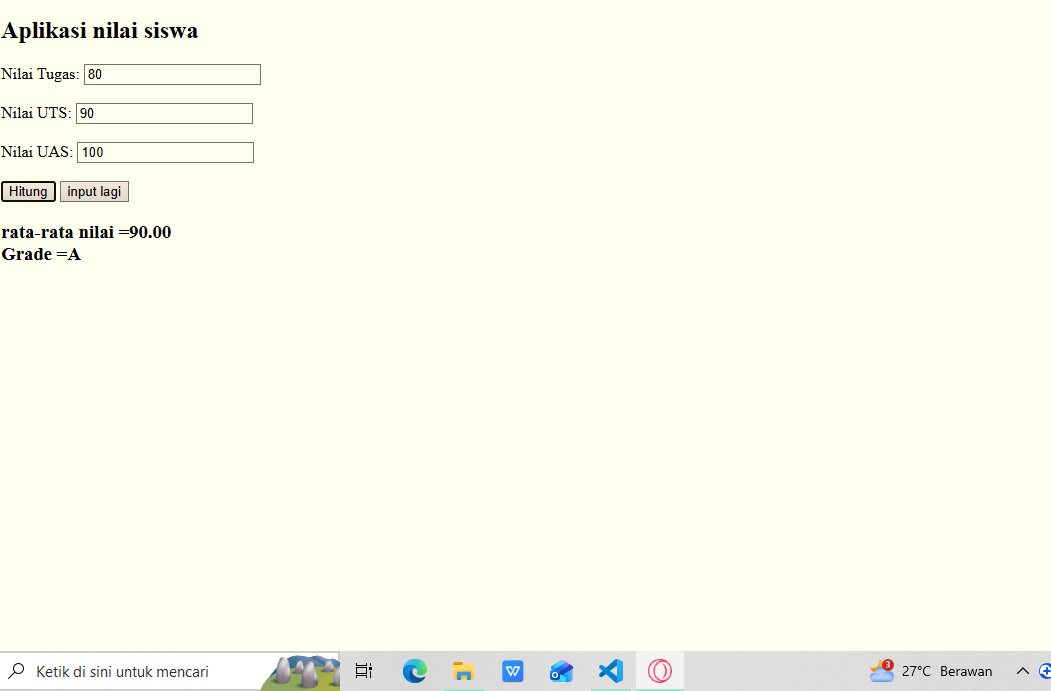 Aplikasi nilai siswa
Nilai Tugas: 80
Nilai UTS: 90
Nilai UAS: 100
Hitung input lagi
rata-rata nilai =90.00
Grade =A
Ketik di sini untuk mencari 3 27°C Berawan